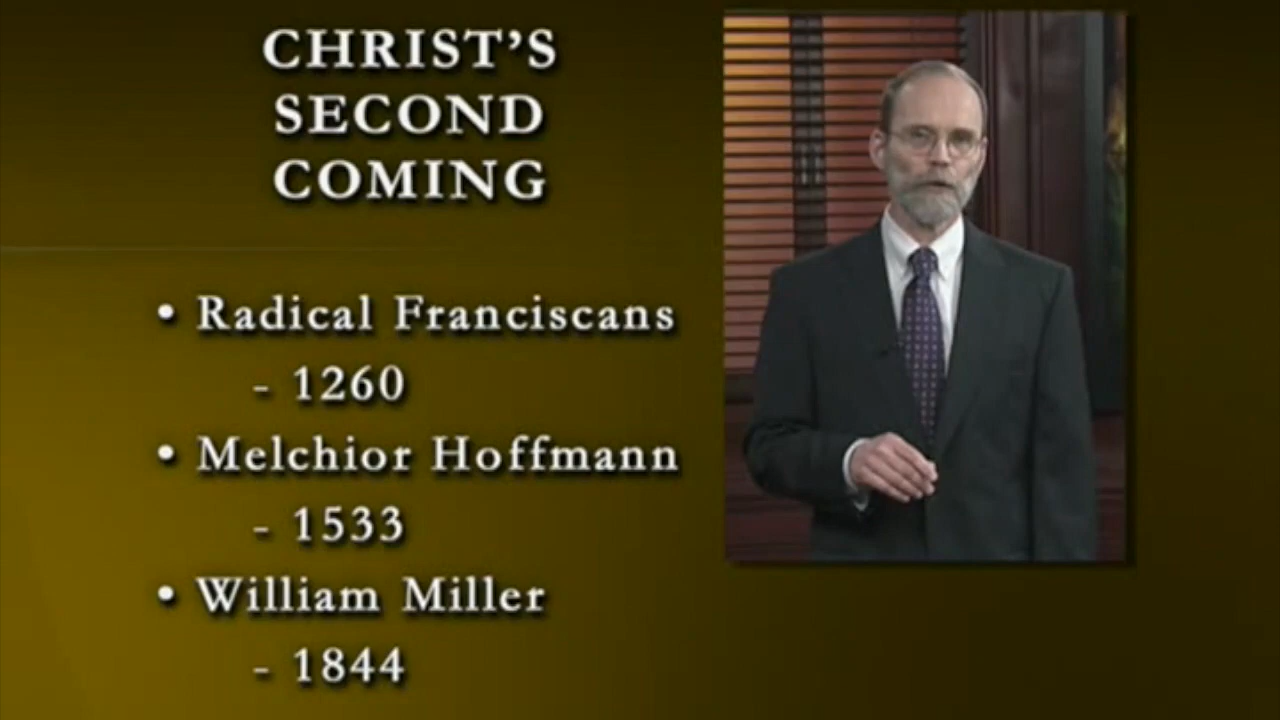 CHRIST'S
SECOND
COMING
• Radical Franciscans
- 1260
• Melchior Hoffmann
- 1533
• William Miller
- 1844